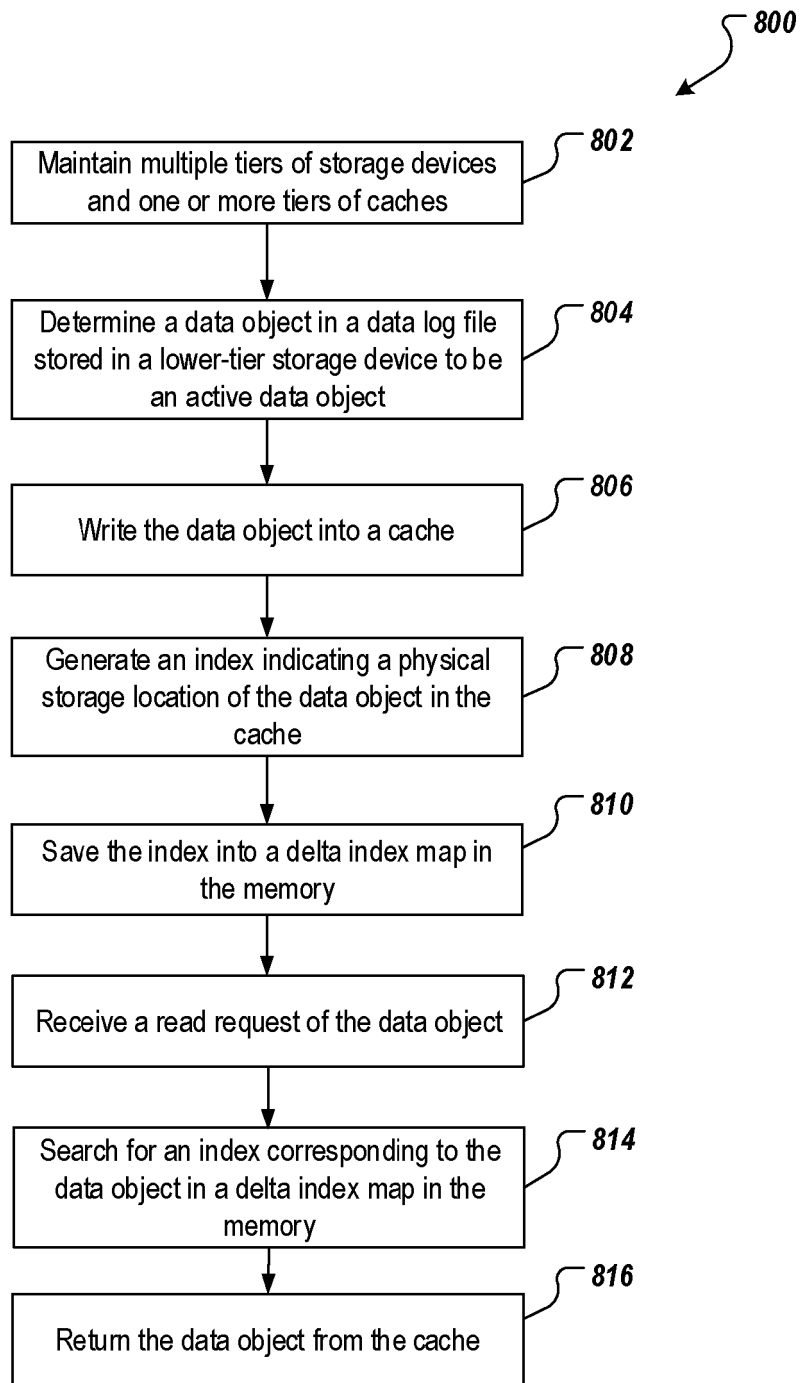 800
802
Maintain multiple tiers of storage devices
and one or more tiers of caches
804
Determine a data object in a data log file
stored in a lower-tier storage device to be
an active data object
806
Write the data object into a cache
808
Generate an index indicating a physical
storage location of the data object in the
cache
810
Save the index into a delta index map in
the memory
812
Receive a read request of the data object
814
Search for an index corresponding to the
data object in a delta index map in the
memory
816
Return the data object from the cache